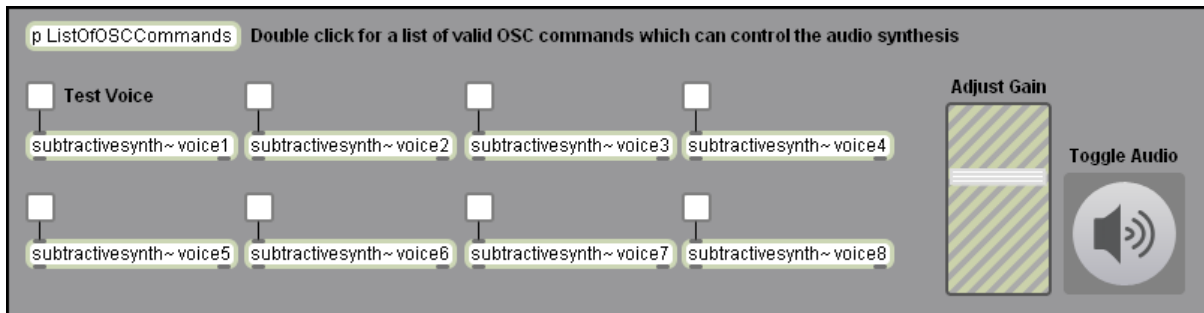 p ListOfOSCCommands Double click for a list of valid OSC commands which can control the audio synthesis
Test Voice
Adjust Gain
subtractivesynth~ voice1 subtractivesynth~ voice2 subtractivesynth~ voice3 subtractivesynth~ voice4
Toggle Audio
subtractivesynth~ voice5 subtractivesynth~ voice6 subtractivesynth~ voice7 subtractivesynth~ voice8